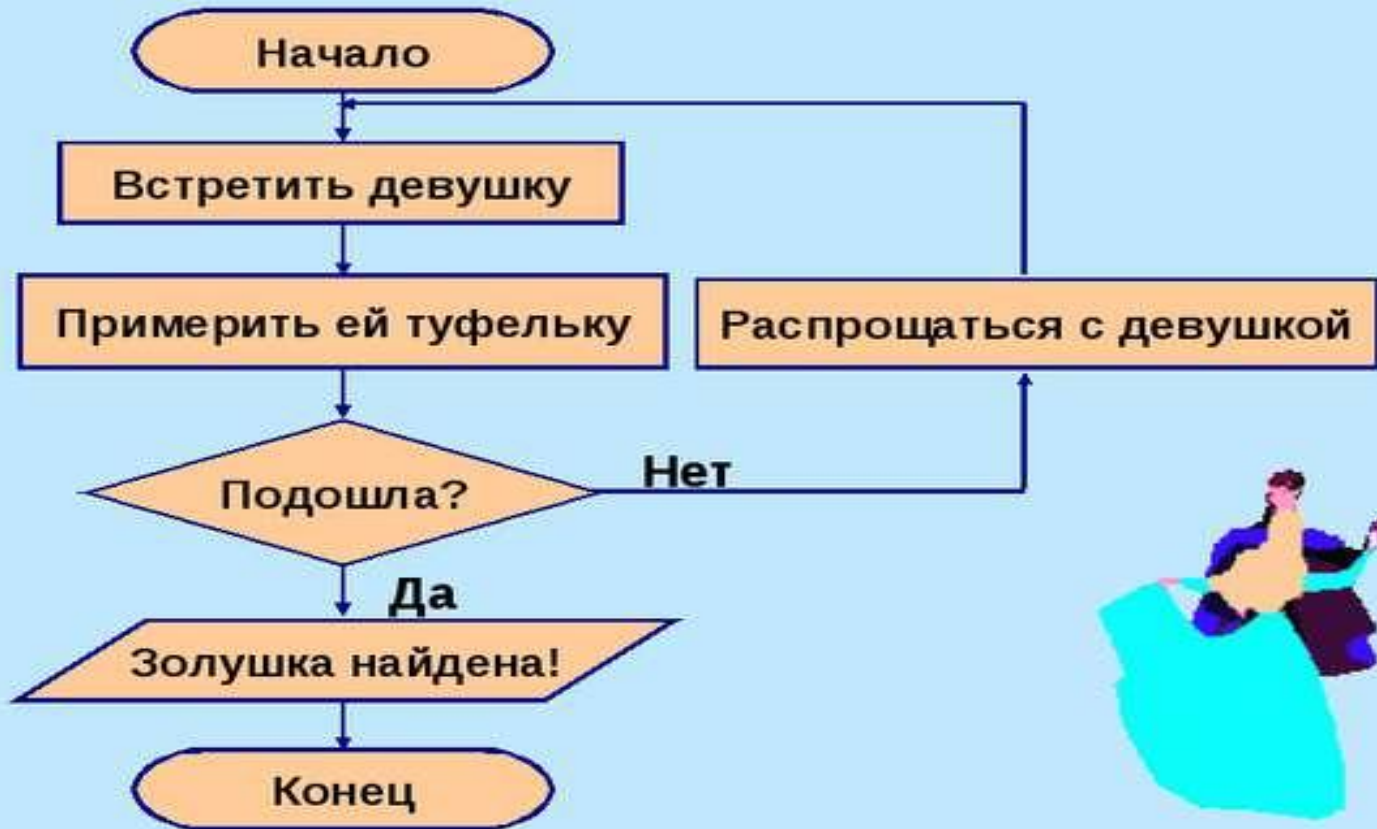 Начало
Встретить девушку
Примерить ей туфельку
Распрощаться с девушкой
Подошла?
Нет
Да
Золушка найдена!
Конец